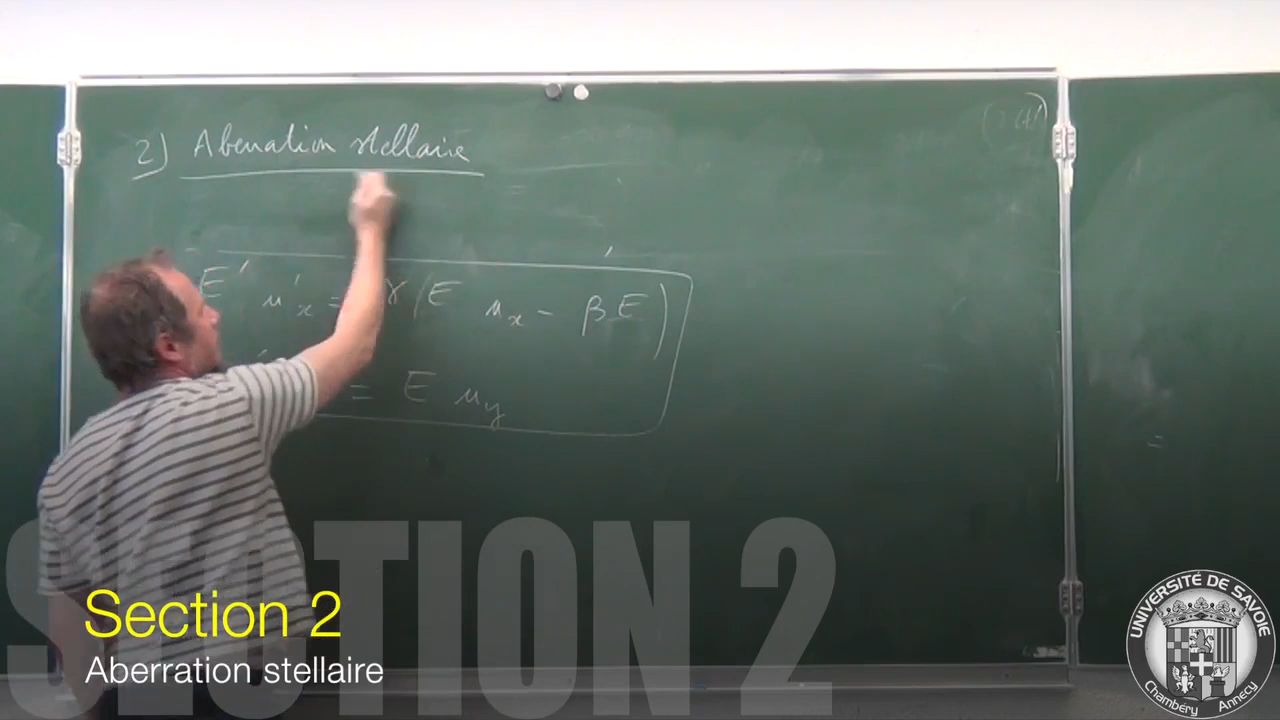 2) Aberration stellaire
E' u'x = γ(E ux - βE)
= E uy
SECTION 2
Section 2
Aberration stellaire
UNIVERSITÉ DE SAVOIE
Chambéry Annecy